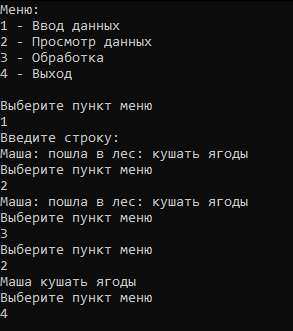 Меню:
1 - Ввод данных
2 - Просмотр данных
3 - Обработка
4 - Выход
Выберите пункт меню
1
Введите строку:
Маша: пошла в лес: кушать ягоды
Выберите пункт меню
2
Маша: пошла в лес: кушать ягоды
Выберите пункт меню
3
Выберите пункт меню
2
Маша кушать ягоды
Выберите пункт меню
4